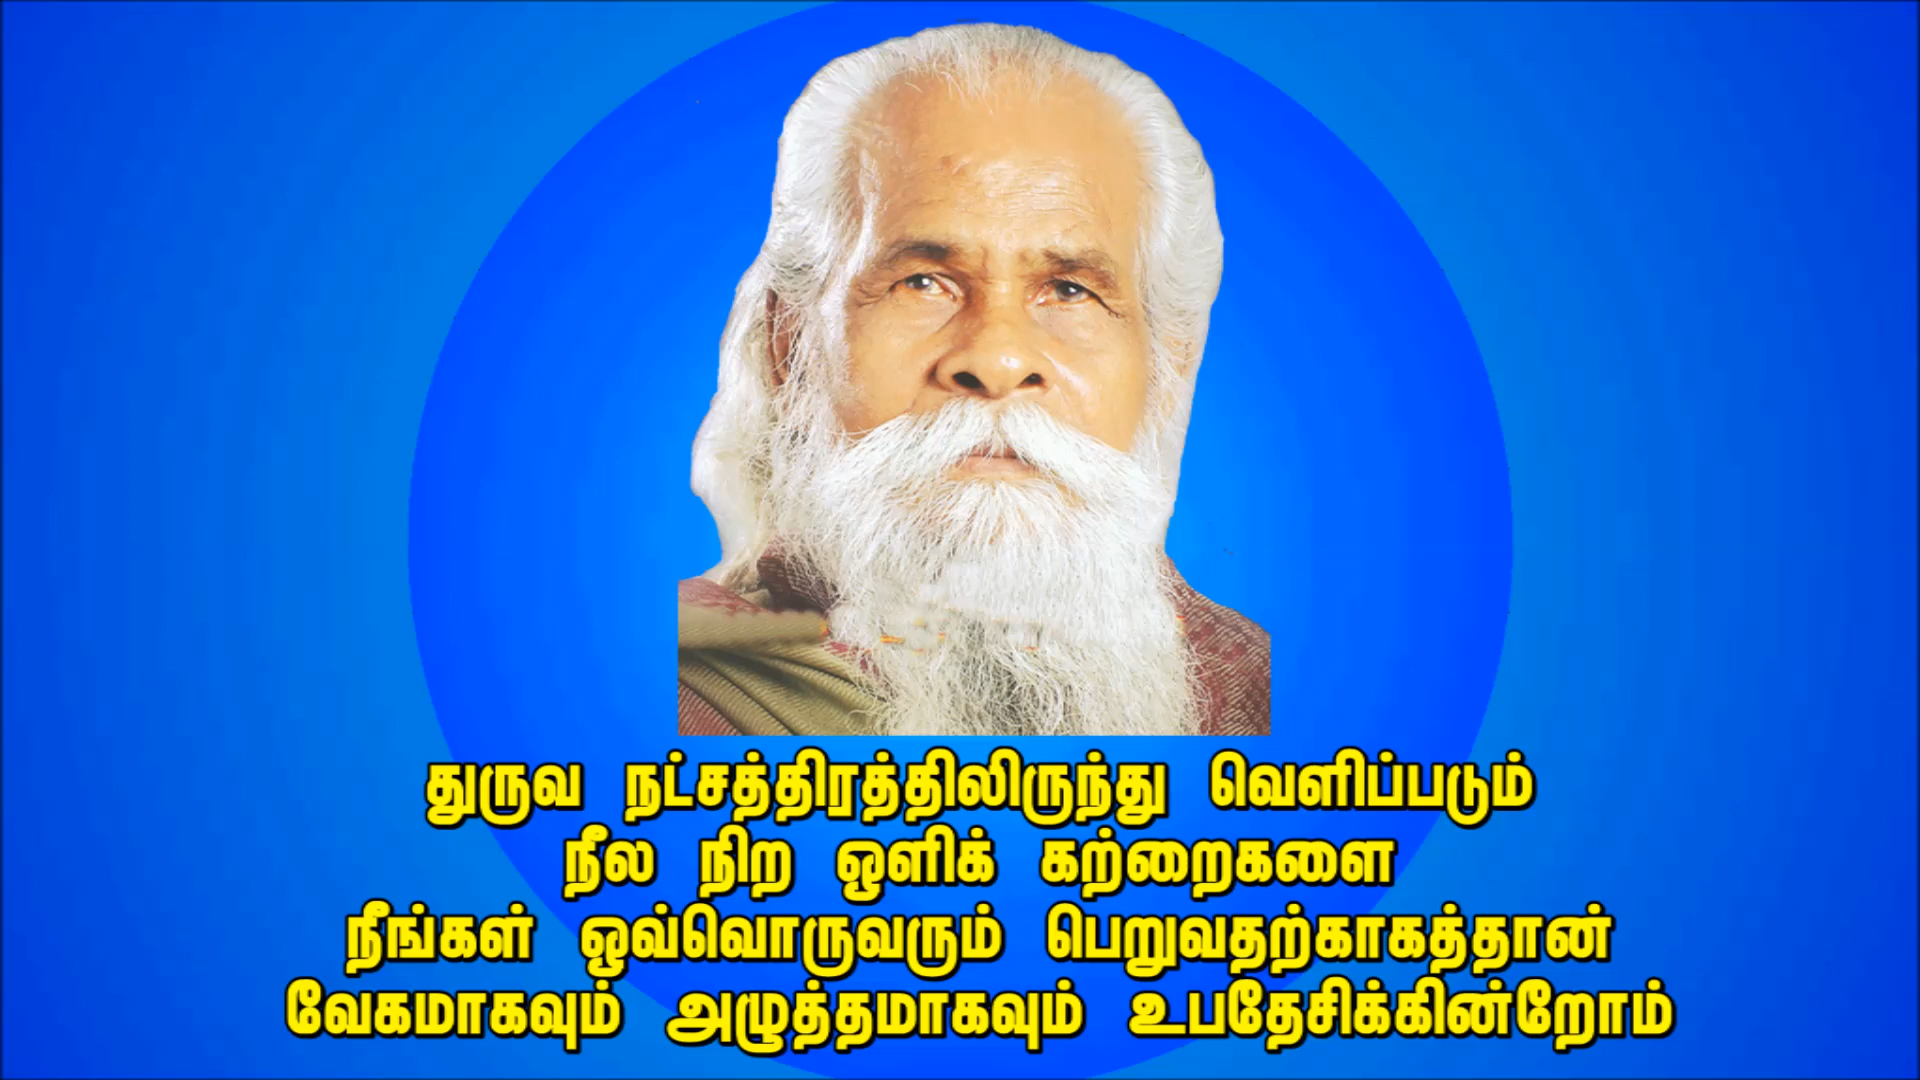 துருவ நட்சத்திரத்திலிருந்து வெளிப்படும்
நீல நிற ஒளிக் கற்றைகளை
நீங்கள் ஒவ்வொருவரும் பெறுவதற்காகத்தான்
வேகமாகவும் அழுத்தமாகவும் உபதேசிக்கின்றோம்